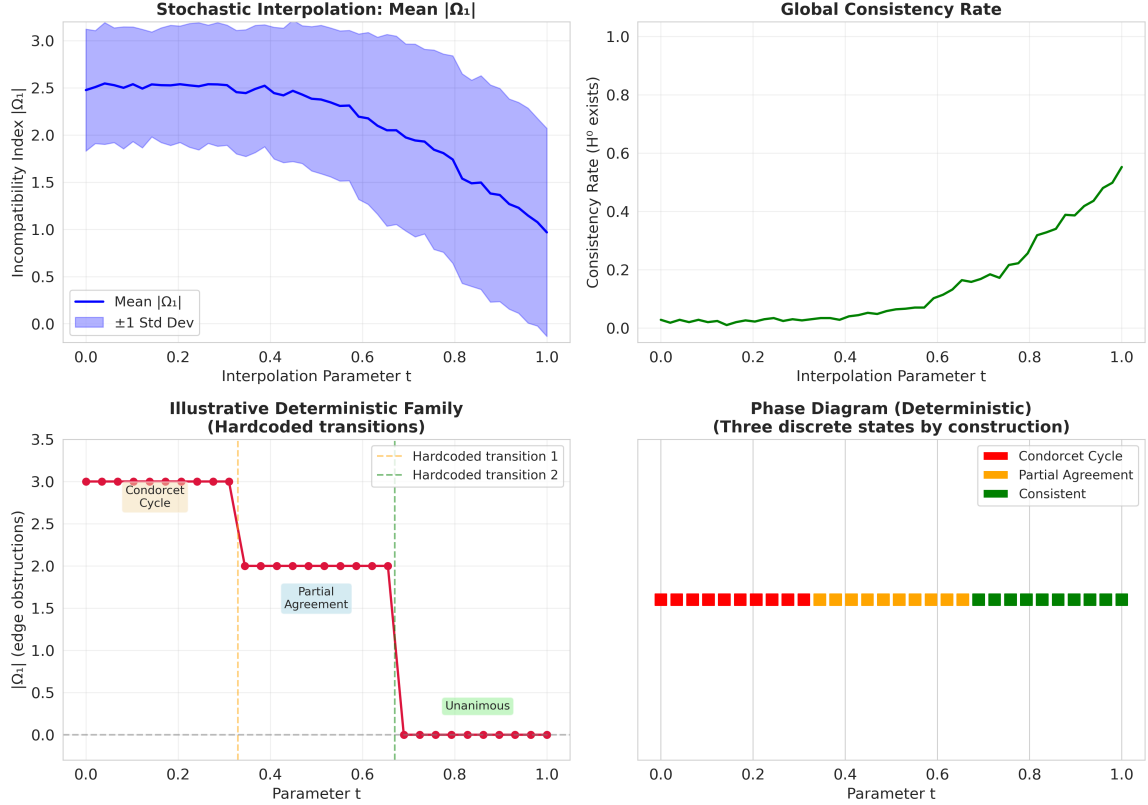 Stochastic Interpolation: Mean |Ω₁|
3.0
2.5
2.0
1.5
1.0
0.5
0.0
Incompatibility Index |Ω₁|
Mean |Ω₁|
±1 Std Dev
0.0 0.2 0.4 0.6 0.8 1.0
Interpolation Parameter t
Global Consistency Rate
1.0
0.8
0.6
0.4
0.2
0.0
Consistency Rate (H⁰ exists)
0.0 0.2 0.4 0.6 0.8 1.0
Interpolation Parameter t
Illustrative Deterministic Family
(Hardcoded transitions)
3.5
3.0
2.5
2.0
1.5
1.0
0.5
0.0
|Ω₁| (edge obstructions)
Hardcoded transition 1
Hardcoded transition 2
Condorcet
Cycle
Partial
Agreement
Unanimous
0.0 0.2 0.4 0.6 0.8 1.0
Parameter t
Phase Diagram (Deterministic)
(Three discrete states by construction)
Condorcet Cycle
Partial Agreement
Consistent
0.0 0.2 0.4 0.6 0.8 1.0
Parameter t